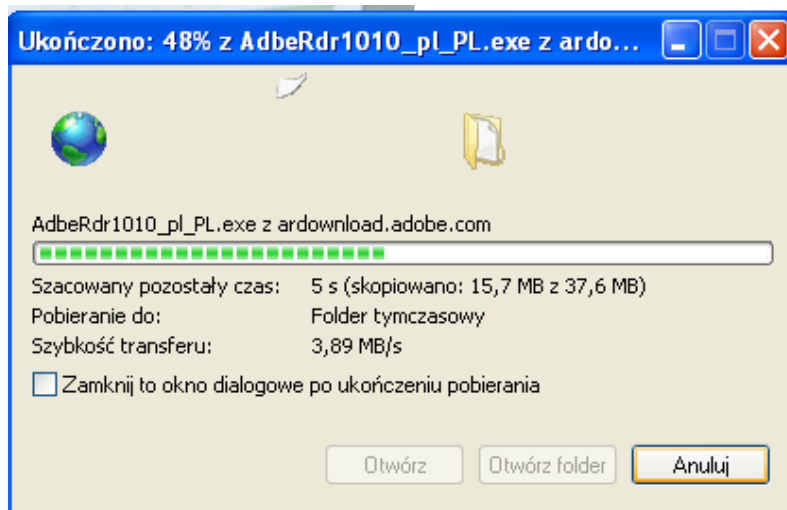 Ukończono: 48% z AdbeRdr1010_pl_PL.exe z ardo...
AdbeRdr1010_pl_PL.exe z ardownload.adobe.com
Szacowany pozostały czas: 5 s (skopiowano: 15,7 MB z 37,6 MB)
Pobieranie do: Folder tymczasowy
Szybkość transferu: 3,89 MB/s
Zamknij to okno dialogowe po ukończeniu pobierania
Otwórz Otwórz folder Anuluj